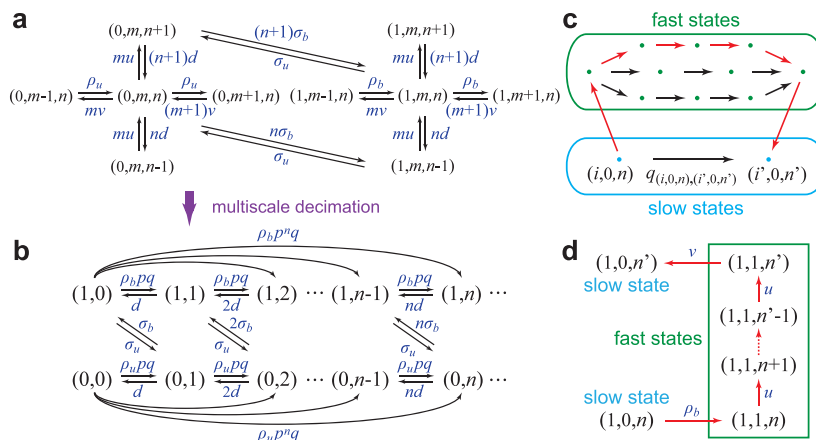 a
(0,m,n+1)
(n+1)σ_b
σ_u
(1,m,n+1)
mu
(n+1)d
mu
(n+1)d
(0,m-1,n)
ρ_u
mv
(0,m,n)
ρ_u
(m+1)v
(0,m+1,n)
(1,m-1,n)
ρ_b
mv
(1,m,n)
ρ_b
(m+1)v
(1,m+1,n)
mu
nd
nσ_b
σ_u
mu
nd
(0,m,n-1)
(1,m,n-1)
multiscale decimation
b
ρ_b pⁿq
(1,0)
ρ_b pq
d
(1,1)
ρ_b pq
2d
(1,2)
···
(1,n-1)
ρ_b pq
nd
(1,n)
···
σ_b
σ_u
2σ_b
σ_u
nσ_b
σ_u
(0,0)
ρ_u pq
d
(0,1)
ρ_u pq
2d
(0,2)
···
(0,n-1)
ρ_u pq
nd
(0,n)
···
ρ_u pⁿq
c
fast states
(i,0,n)
q_(i,0,n),(i',0,n')
(i',0,n')
slow states
d
(1,0,n')
v
(1,1,n')
slow state
u
(1,1,n'-1)
fast states
(1,1,n+1)
slow state
u
(1,0,n)
ρ_b
(1,1,n)